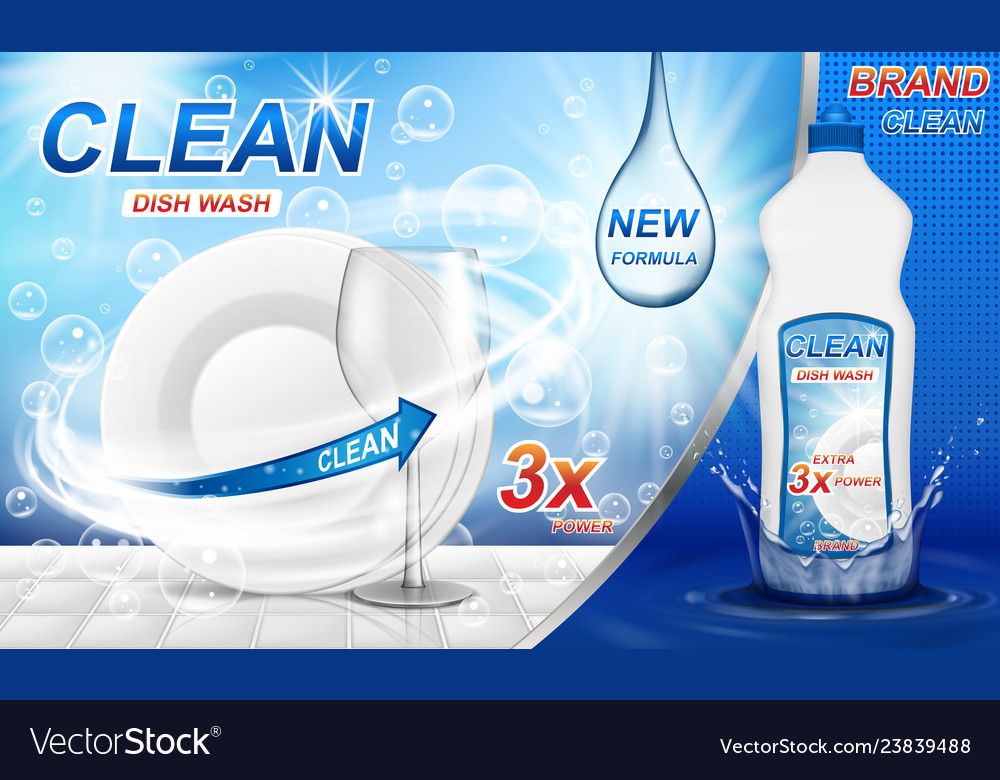 CLEAN
DISH WASH
NEW
FORMULA
BRAND
CLEAN
CLEAN
3x
POWER
CLEAN
DISH WASH
EXTRA
3x POWER
BRAND
VectorStock®
VectorStock.com/23839488